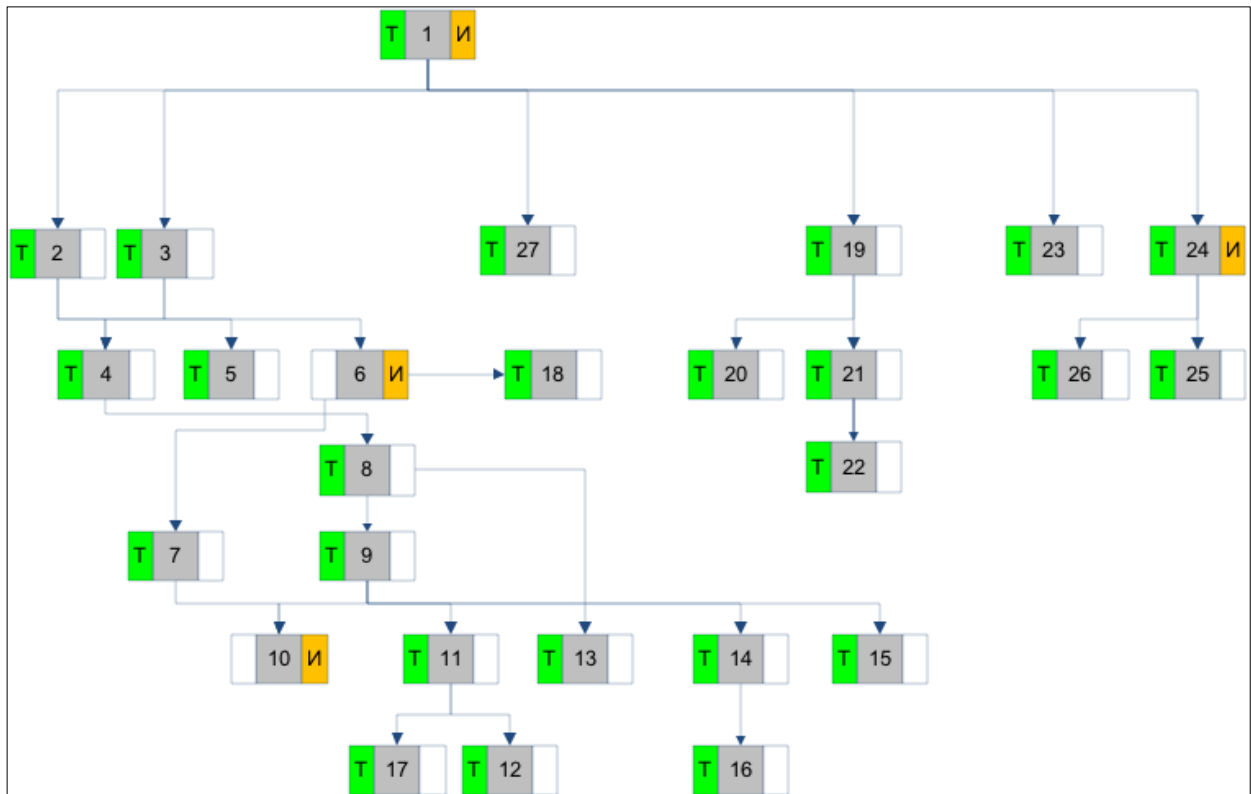 Т 1 И
Т 2
Т 3
Т 27
Т 19
Т 23
Т 24 И
Т 4
Т 5
6 И
Т 18
Т 20
Т 21
Т 26
Т 25
Т 8
Т 22
Т 7
Т 9
10 И
Т 11
Т 13
Т 14
Т 15
Т 17
Т 12
Т 16